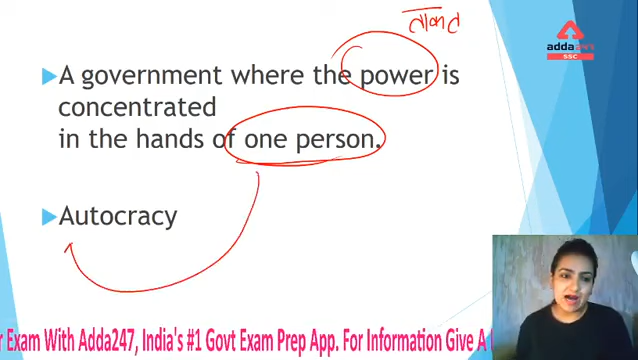 ताकत
adda247
SSC
A government where the power is
concentrated
in the hands of one person.
Autocracy
r Exam With Adda247, India's #1 Govt Exam Prep App. For Information Give A